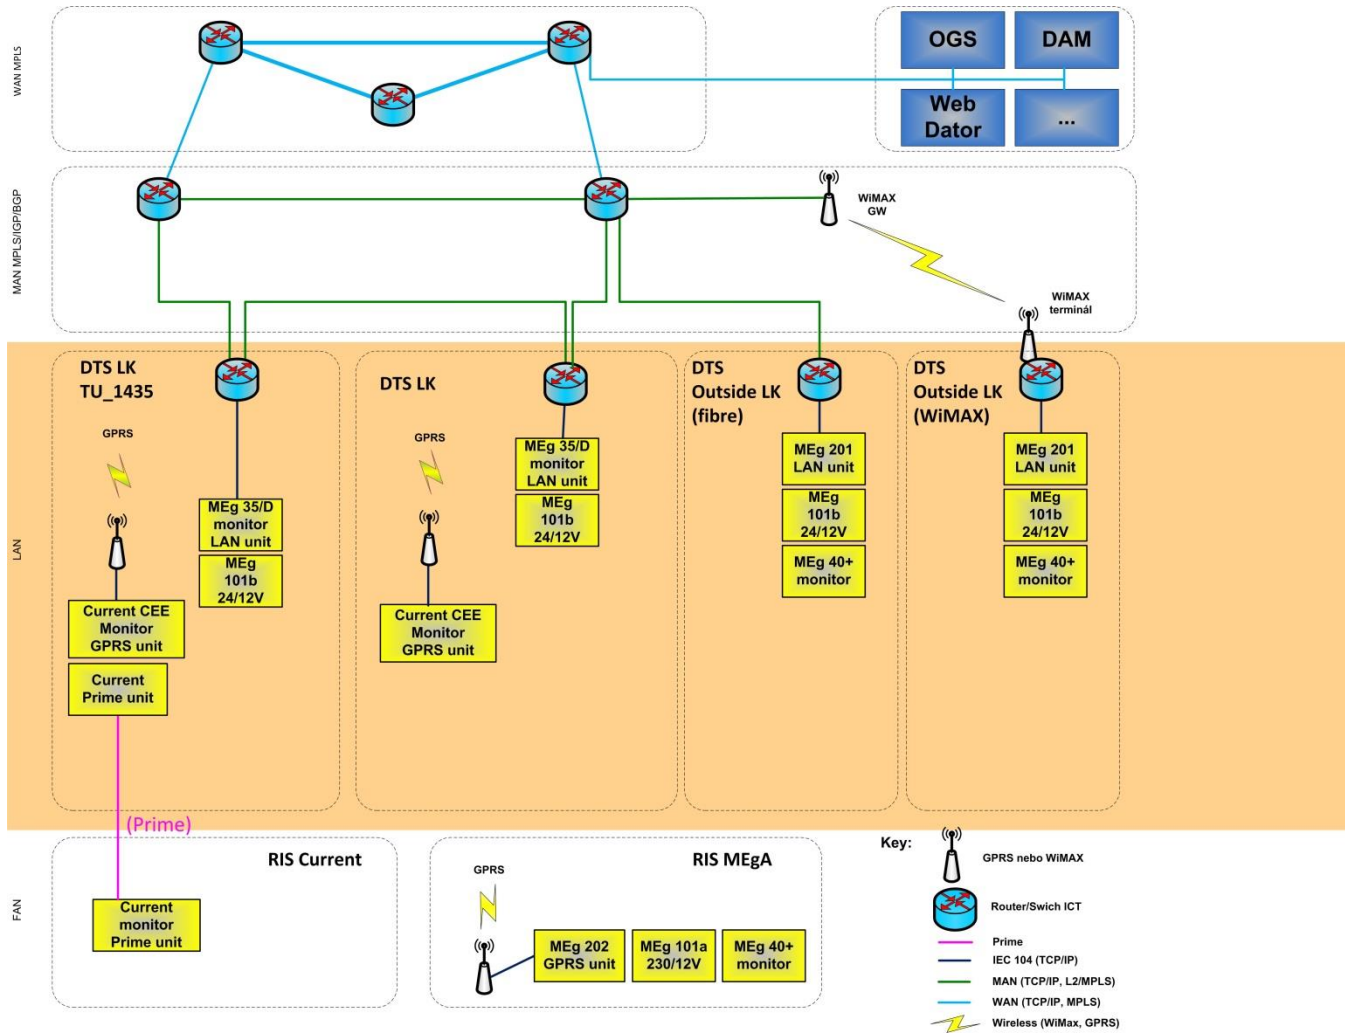 WAN MPLS
OGS
DAM
Web
Dator
...
MAN MPLS/IGP/BGP
WiMAX
GW
WiMAX
terminál
LAN
DTS LK
TU_1435
GPRS
MEg 35/D
monitor
LAN unit
MEg
101b
24/12V
Current CEE
Monitor
GPRS unit
Current
Prime unit
DTS LK
GPRS
MEg 35/D
monitor
LAN unit
MEg
101b
24/12V
Current CEE
Monitor
GPRS unit
DTS
Outside LK
(fibre)
MEg 201
LAN unit
MEg
101b
24/12V
MEg 40+
monitor
DTS
Outside LK
(WiMAX)
MEg 201
LAN unit
MEg
101b
24/12V
MEg 40+
monitor
(Prime)
FAN
RIS Current
Current
monitor
Prime unit
RIS MEgA
GPRS
MEg 202
GPRS unit
MEg 101a
230/12V
MEg 40+
monitor
Key:
GPRS nebo WiMAX
Router/Swich ICT
Prime
IEC 104 (TCP/IP)
MAN (TCP/IP, L2/MPLS)
WAN (TCP/IP, MPLS)
Wireless (WiMax, GPRS)